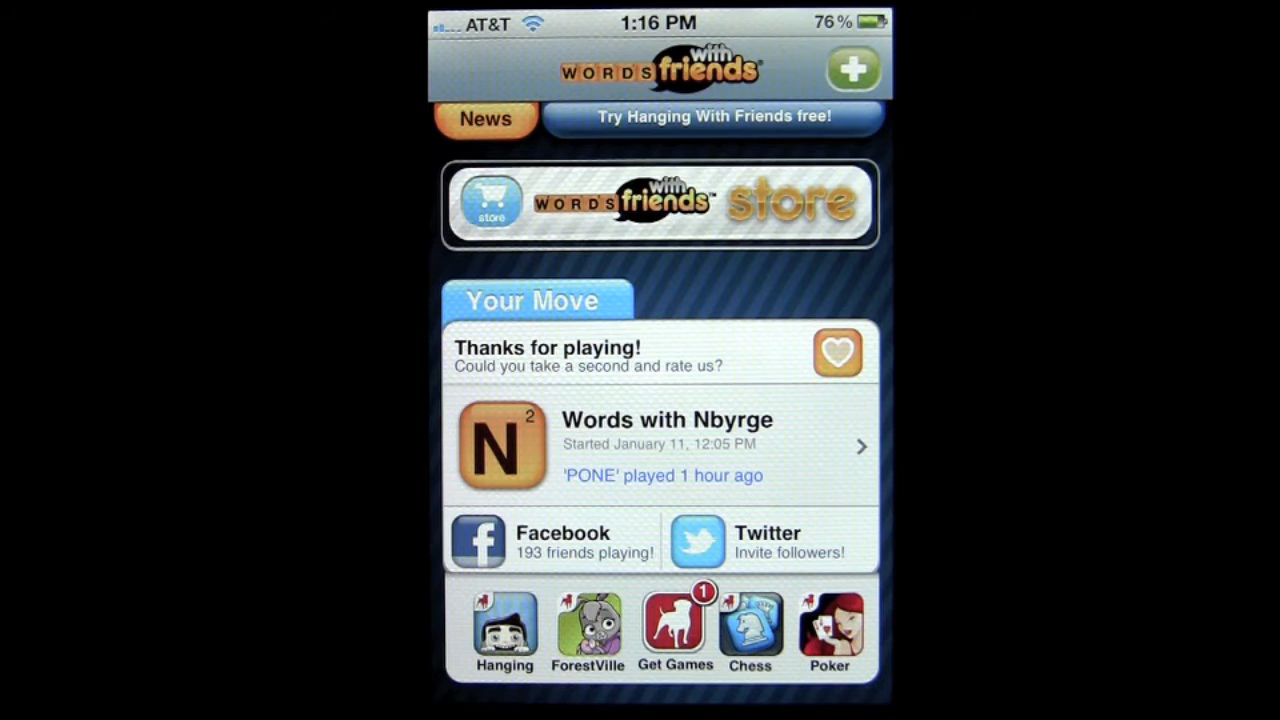 AT&T 1:16 PM 76%
WORDS with friends
News Try Hanging With Friends free!
store WORDS with friends™ store
Your Move
Thanks for playing!
Could you take a second and rate us?
N 2
Words with Nbyrge
Started January 11, 12:05 PM
'PONE' played 1 hour ago
Facebook
193 friends playing!
Twitter
Invite followers!
1
Hanging ForestVille Get Games Chess Poker